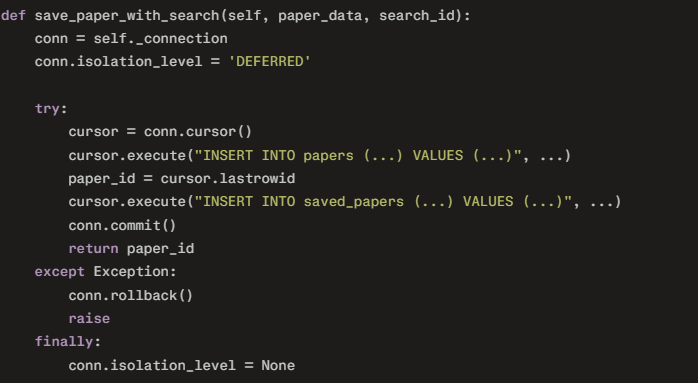 def save_paper_with_search(self, paper_data, search_id):
    conn = self._connection
    conn.isolation_level = 'DEFERRED'

    try:
        cursor = conn.cursor()
        cursor.execute("INSERT INTO papers (...) VALUES (...)", ...)
        paper_id = cursor.lastrowid
        cursor.execute("INSERT INTO saved_papers (...) VALUES (...)", ...)
        conn.commit()
        return paper_id
    except Exception:
        conn.rollback()
        raise
    finally:
        conn.isolation_level = None